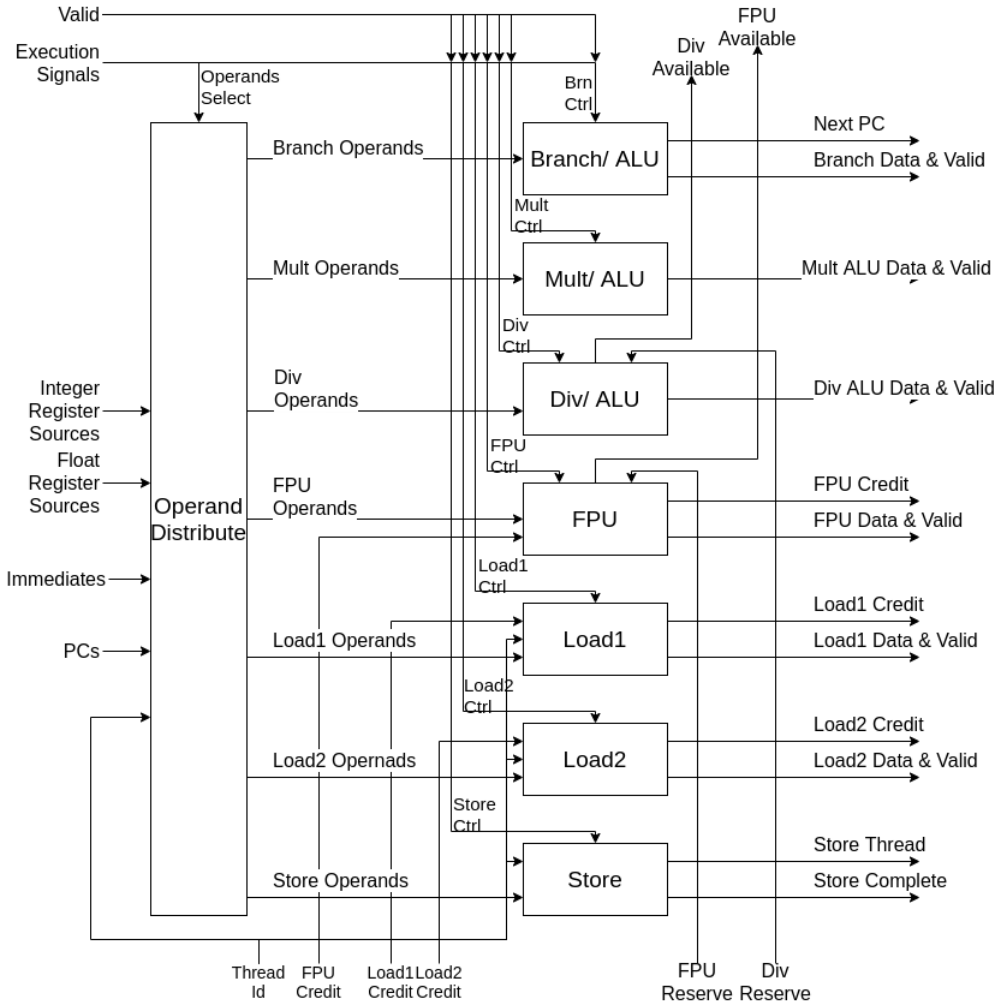 Valid
FPU
Available
Div
Available
Execution
Signals
Operands
Select
Brn
Ctrl
Next PC
Branch Operands
Branch/ ALU
Branch Data & Valid
Mult
Ctrl
Mult Operands
Mult/ ALU
Mult ALU Data & Valid
Div
Ctrl
Div
Operands
Div/ ALU
Div ALU Data & Valid
Integer
Register
Sources
Float
Register
Sources
FPU
Ctrl
FPU
Operands
FPU
FPU Credit
FPU Data & Valid
Operand
Distribute
Immediates
Load1
Ctrl
Load1 Credit
PCs
Load1 Operands
Load1
Load1 Data & Valid
Load2
Ctrl
Load2 Credit
Load2 Opernads
Load2
Load2 Data & Valid
Store
Ctrl
Store Thread
Store Operands
Store
Store Complete
Thread
Id
FPU
Credit
Load1
Credit
Load2
Credit
FPU
Reserve
Div
Reserve